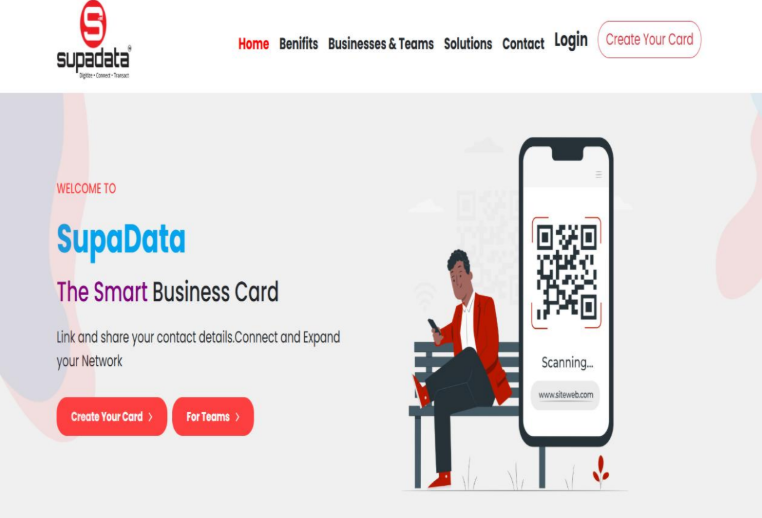 supadata
Digitize • Connect • Transact
Home Benifits Businesses & Teams Solutions Contact Login Create Your Card
WELCOME TO
SupaData
The Smart Business Card
Link and share your contact details.Connect and Expand
your Network
Create Your Card
For Teams
Scanning...
www.siteweb.com